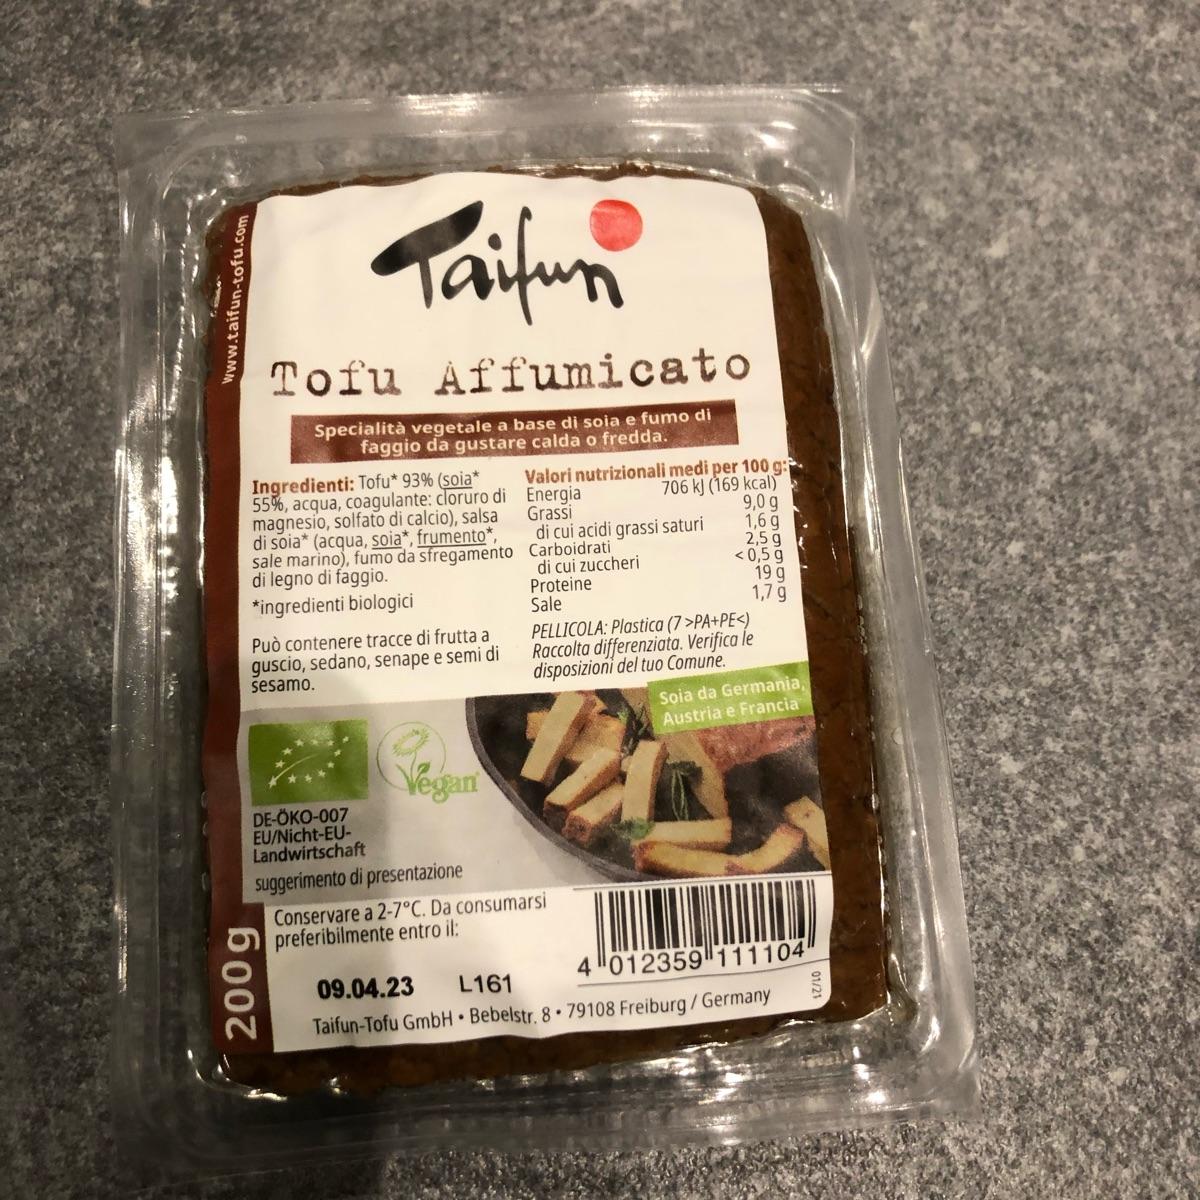 Taifun
www.taifun-tofu.com
Tofu Affumicato
Specialità vegetale a base di soia e fumo di
faggio da gustare calda o fredda.
Ingredienti: Tofu* 93% (soia*
55%, acqua, coagulante: cloruro di
magnesio, solfato di calcio), salsa
di soia* (acqua, soia*, frumento*,
sale marino), fumo da sfregamento
di legno di faggio.
*ingredienti biologici
Può contenere tracce di frutta a
guscio, sedano, senape e semi di
sesamo.
Valori nutrizionali medi per 100 g:
Energia 706 kJ (169 kcal)
Grassi 9,0 g
di cui acidi grassi saturi 1,6 g
Carboidrati 2,5 g
di cui zuccheri <0,5 g
Proteine 19 g
Sale 1,7 g
PELLICOLA: Plastica (7 >PA+PE<)
Raccolta differenziata. Verifica le
disposizioni del tuo Comune.
Soia da Germania,
Austria e Francia
Vegan
DE-ÖKO-007
EU/Nicht-EU-
Landwirtschaft
suggerimento di presentazione
200 g
Conservare a 2-7°C. Da consumarsi
preferibilmente entro il:
09.04.23 L161
4 012359 111104
01/21
Taifun-Tofu GmbH • Bebelstr. 8 • 79108 Freiburg / Germany